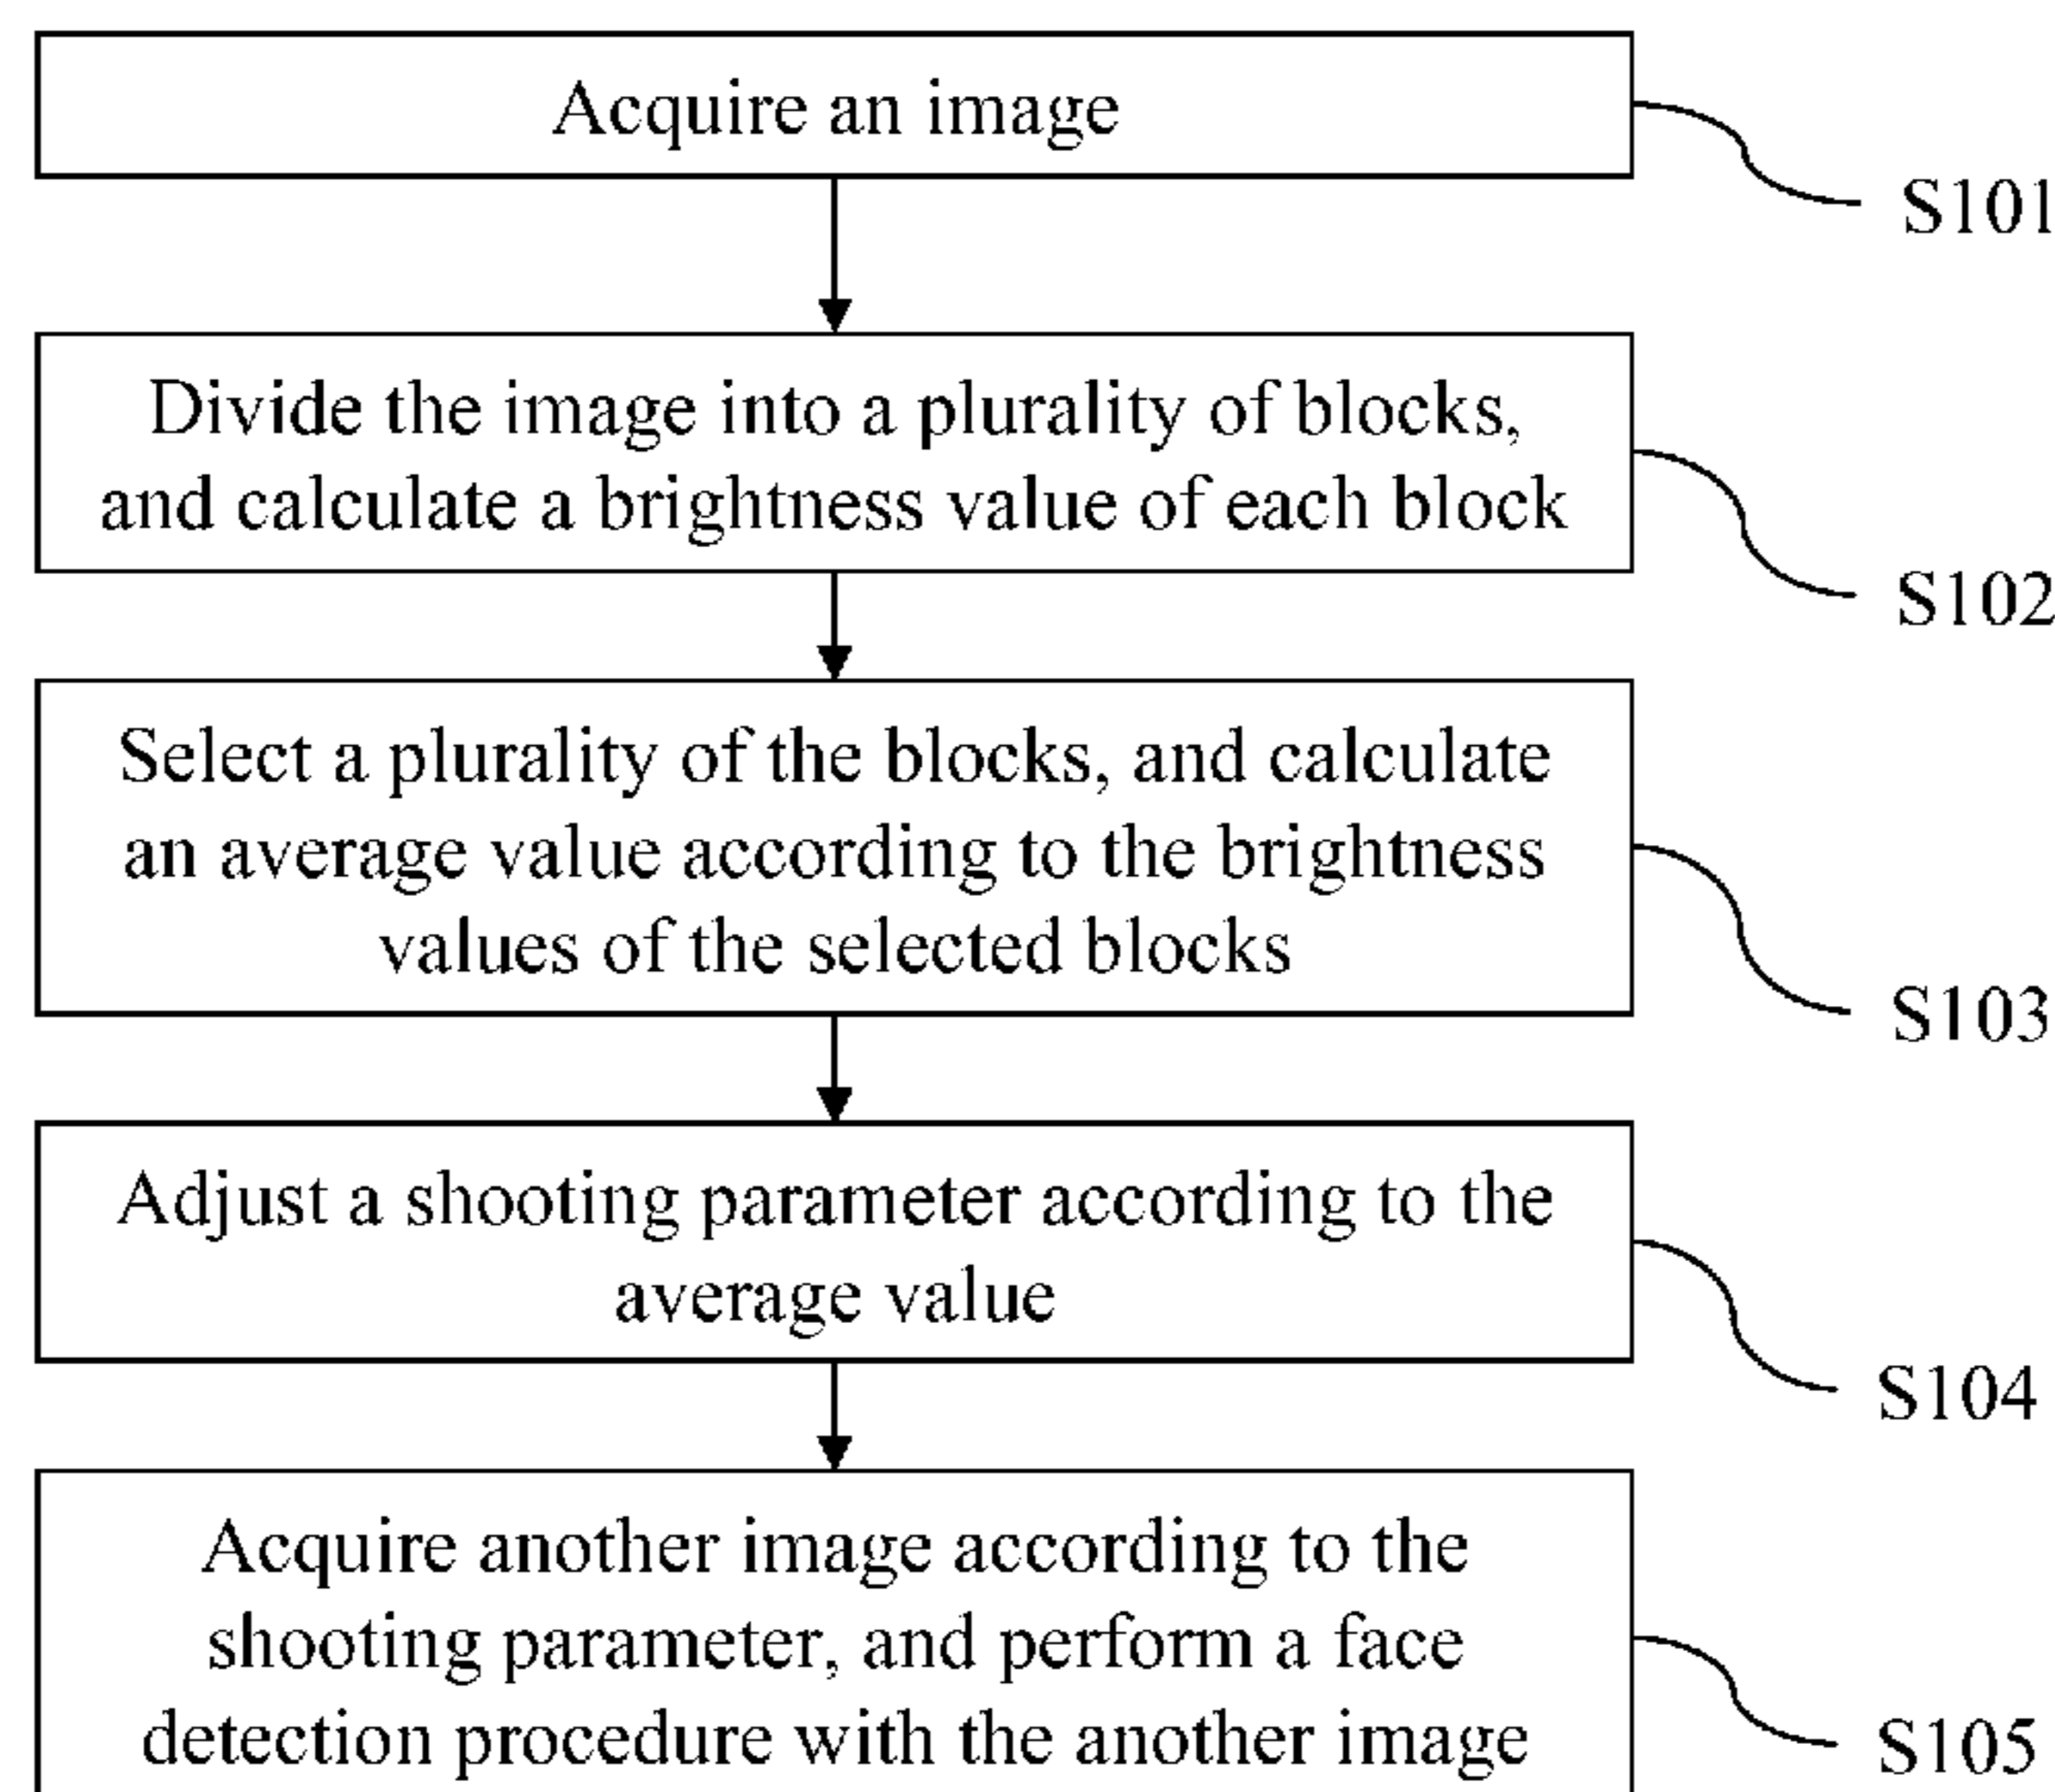 Acquire an image
S101
Divide the image into a plurality of blocks,
and calculate a brightness value of each block
S102
Select a plurality of the blocks, and calculate
an average value according to the brightness
values of the selected blocks
S103
Adjust a shooting parameter according to the
average value
S104
Acquire another image according to the
shooting parameter, and perform a face
detection procedure with the another image
S105